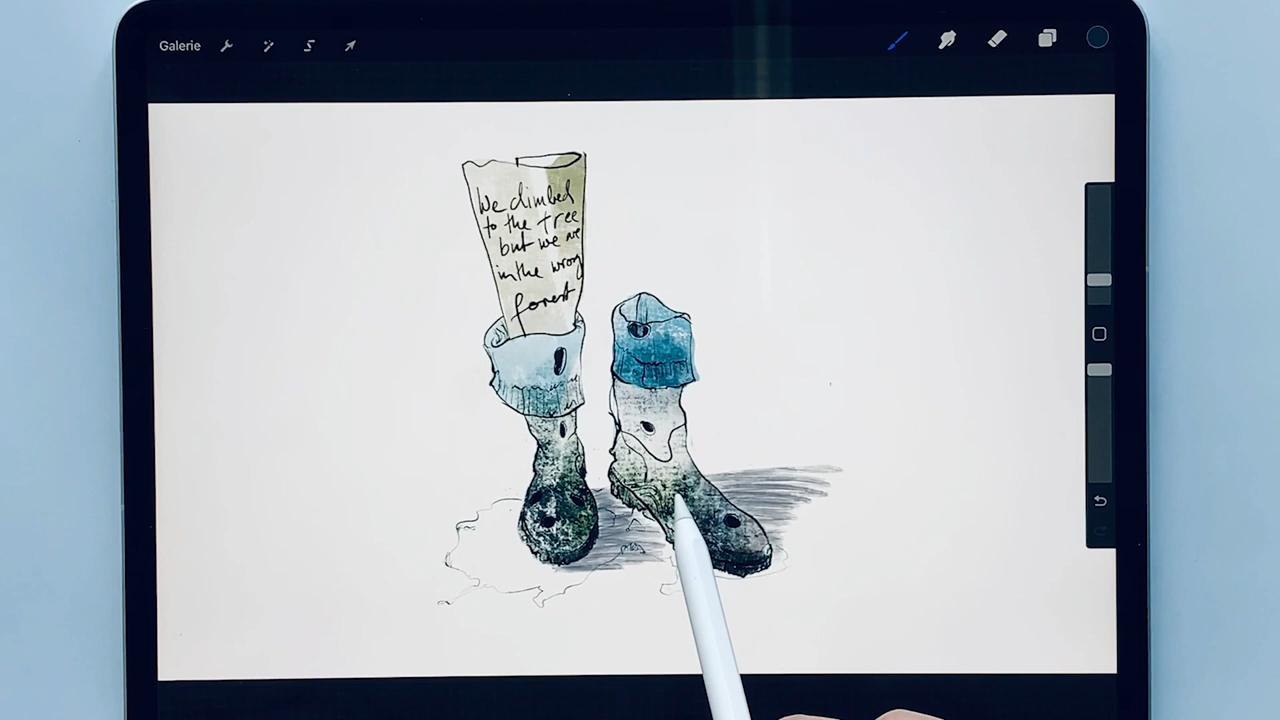 Galerie
We climbed
to the tree
but we are
in the wrong
forest